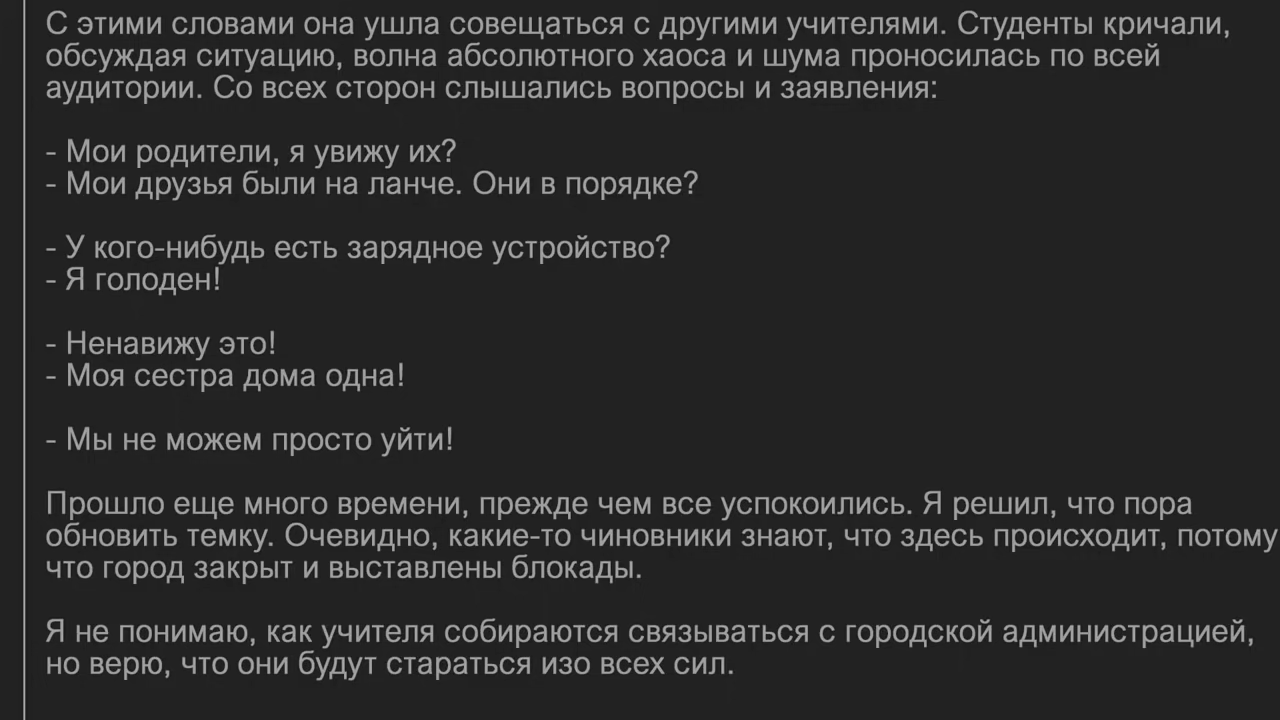 С этими словами она ушла совещаться с другими учителями. Студенты кричали,
обсуждая ситуацию, волна абсолютного хаоса и шума проносилась по всей
аудитории. Со всех сторон слышались вопросы и заявления:
- Мои родители, я увижу их?
- Мои друзья были на ланче. Они в порядке?
- У кого-нибудь есть зарядное устройство?
- Я голоден!
- Ненавижу это!
- Моя сестра дома одна!
- Мы не можем просто уйти!
Прошло еще много времени, прежде чем все успокоились. Я решил, что пора
обновить темку. Очевидно, какие-то чиновники знают, что здесь происходит, потому
что город закрыт и выставлены блокады.
Я не понимаю, как учителя собираются связываться с городской администрацией,
но верю, что они будут стараться изо всех сил.